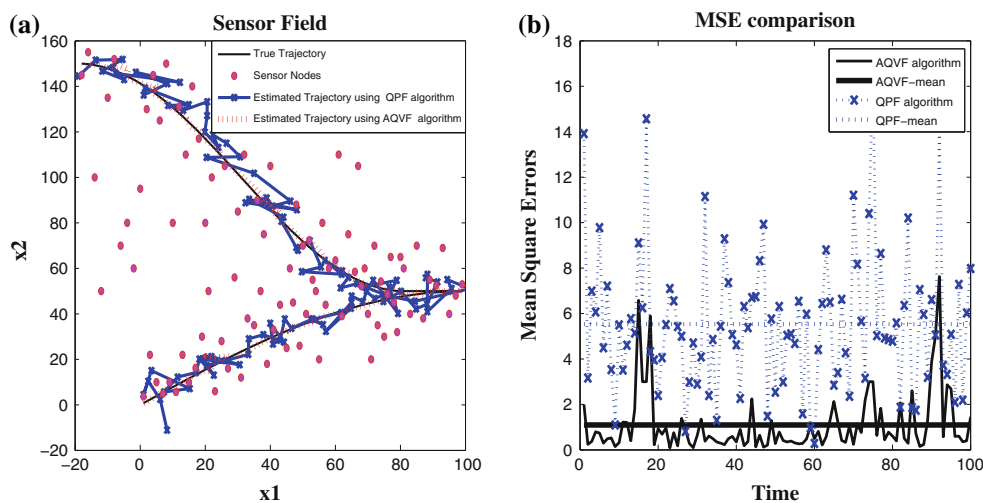 (a)
Sensor Field
160
140
120
100
80
60
40
20
0
−20
−20
0
20
40
60
80
100
x2
x1
True Trajectory
Sensor Nodes
Estimated Trajectory using QPF algorithm
Estimated Trajectory using AQVF algorithm
(b)
MSE comparison
18
16
14
12
10
8
6
4
2
0
0
20
40
60
80
100
Mean Square Errors
Time
AQVF algorithm
AQVF−mean
QPF algorithm
QPF−mean